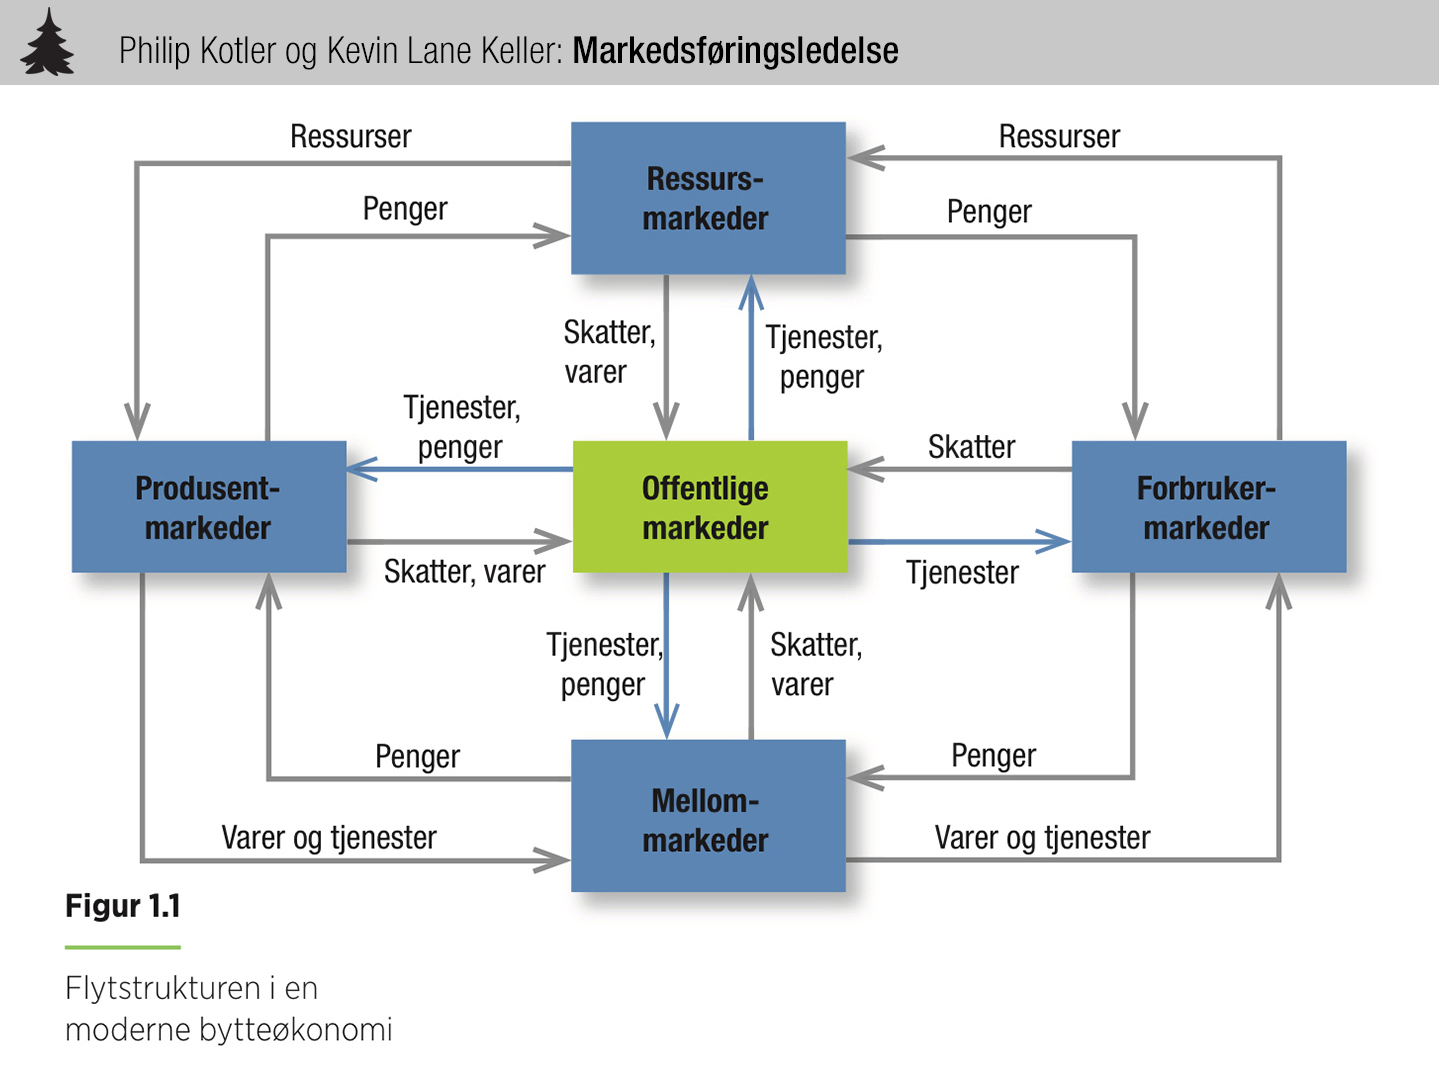 Philip Kotler og Kevin Lane Keller: Markedsføringsledelse
Ressurser
Ressurser
Ressurs-
markeder
Penger
Penger
Skatter,
varer
Tjenester,
penger
Tjenester,
penger
Skatter
Produsent-
markeder
Offentlige
markeder
Forbruker-
markeder
Skatter, varer
Tjenester
Tjenester,
penger
Skatter,
varer
Penger
Penger
Mellom-
markeder
Varer og tjenester
Varer og tjenester
Figur 1.1
Flytstrukturen i en
moderne bytteøkonomi